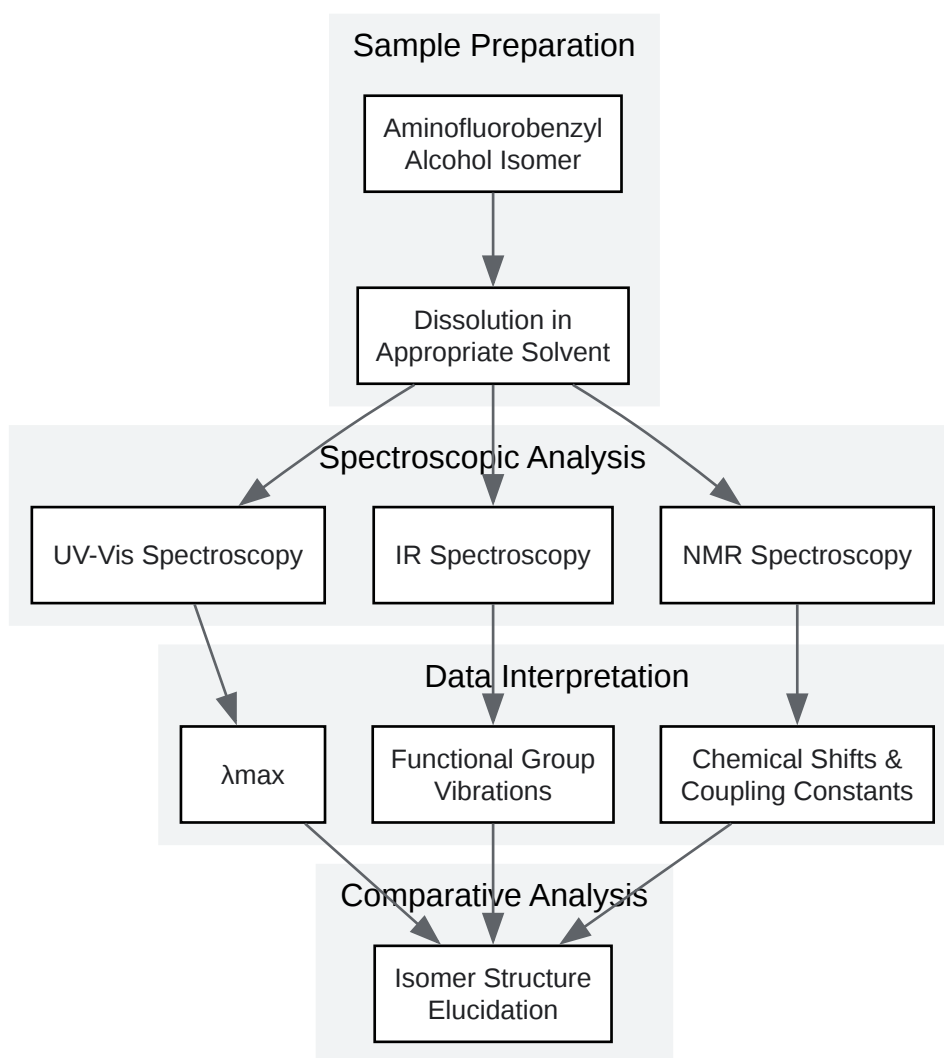 Sample Preparation
Aminofluorobenzyl
Alcohol Isomer
Dissolution in
Appropriate Solvent
Spectroscopic Analysis
UV-Vis Spectroscopy
IR Spectroscopy
NMR Spectroscopy
Data Interpretation
λmax
Functional Group
Vibrations
Chemical Shifts &
Coupling Constants
Comparative Analysis
Isomer Structure
Elucidation